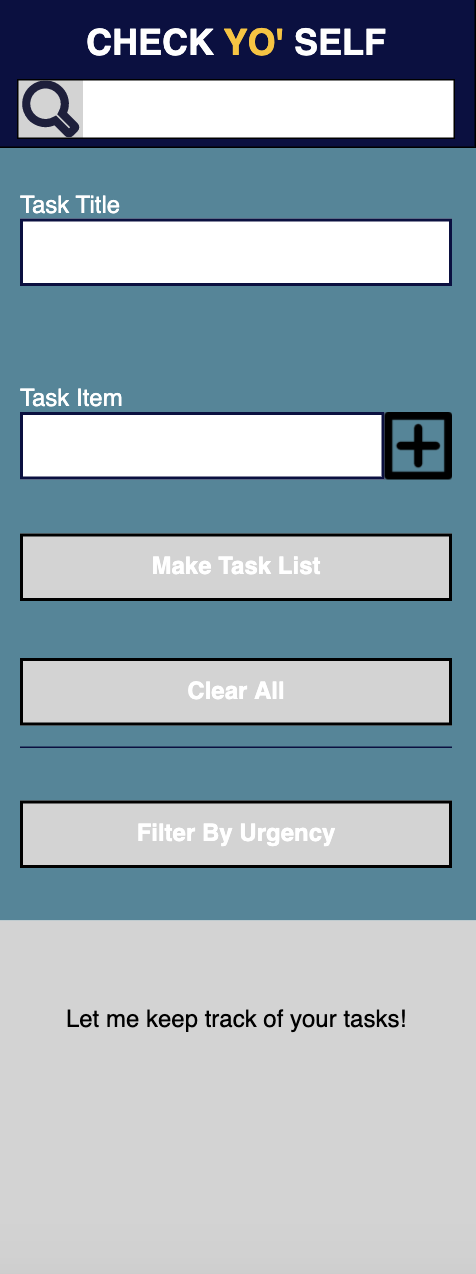 CHECK YO' SELF
Task Title
Task Item
Make Task List
Clear All
Filter By Urgency
Let me keep track of your tasks!